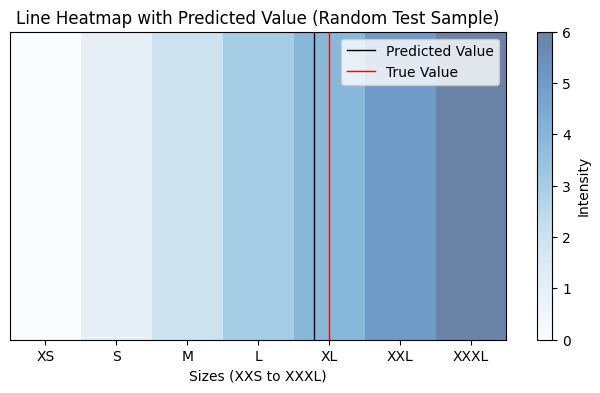 Line Heatmap with Predicted Value (Random Test Sample)
Predicted Value
True Value
XS S M L XL XXL XXXL
Sizes (XXS to XXXL)
6
5
4
3
2
1
0
Intensity